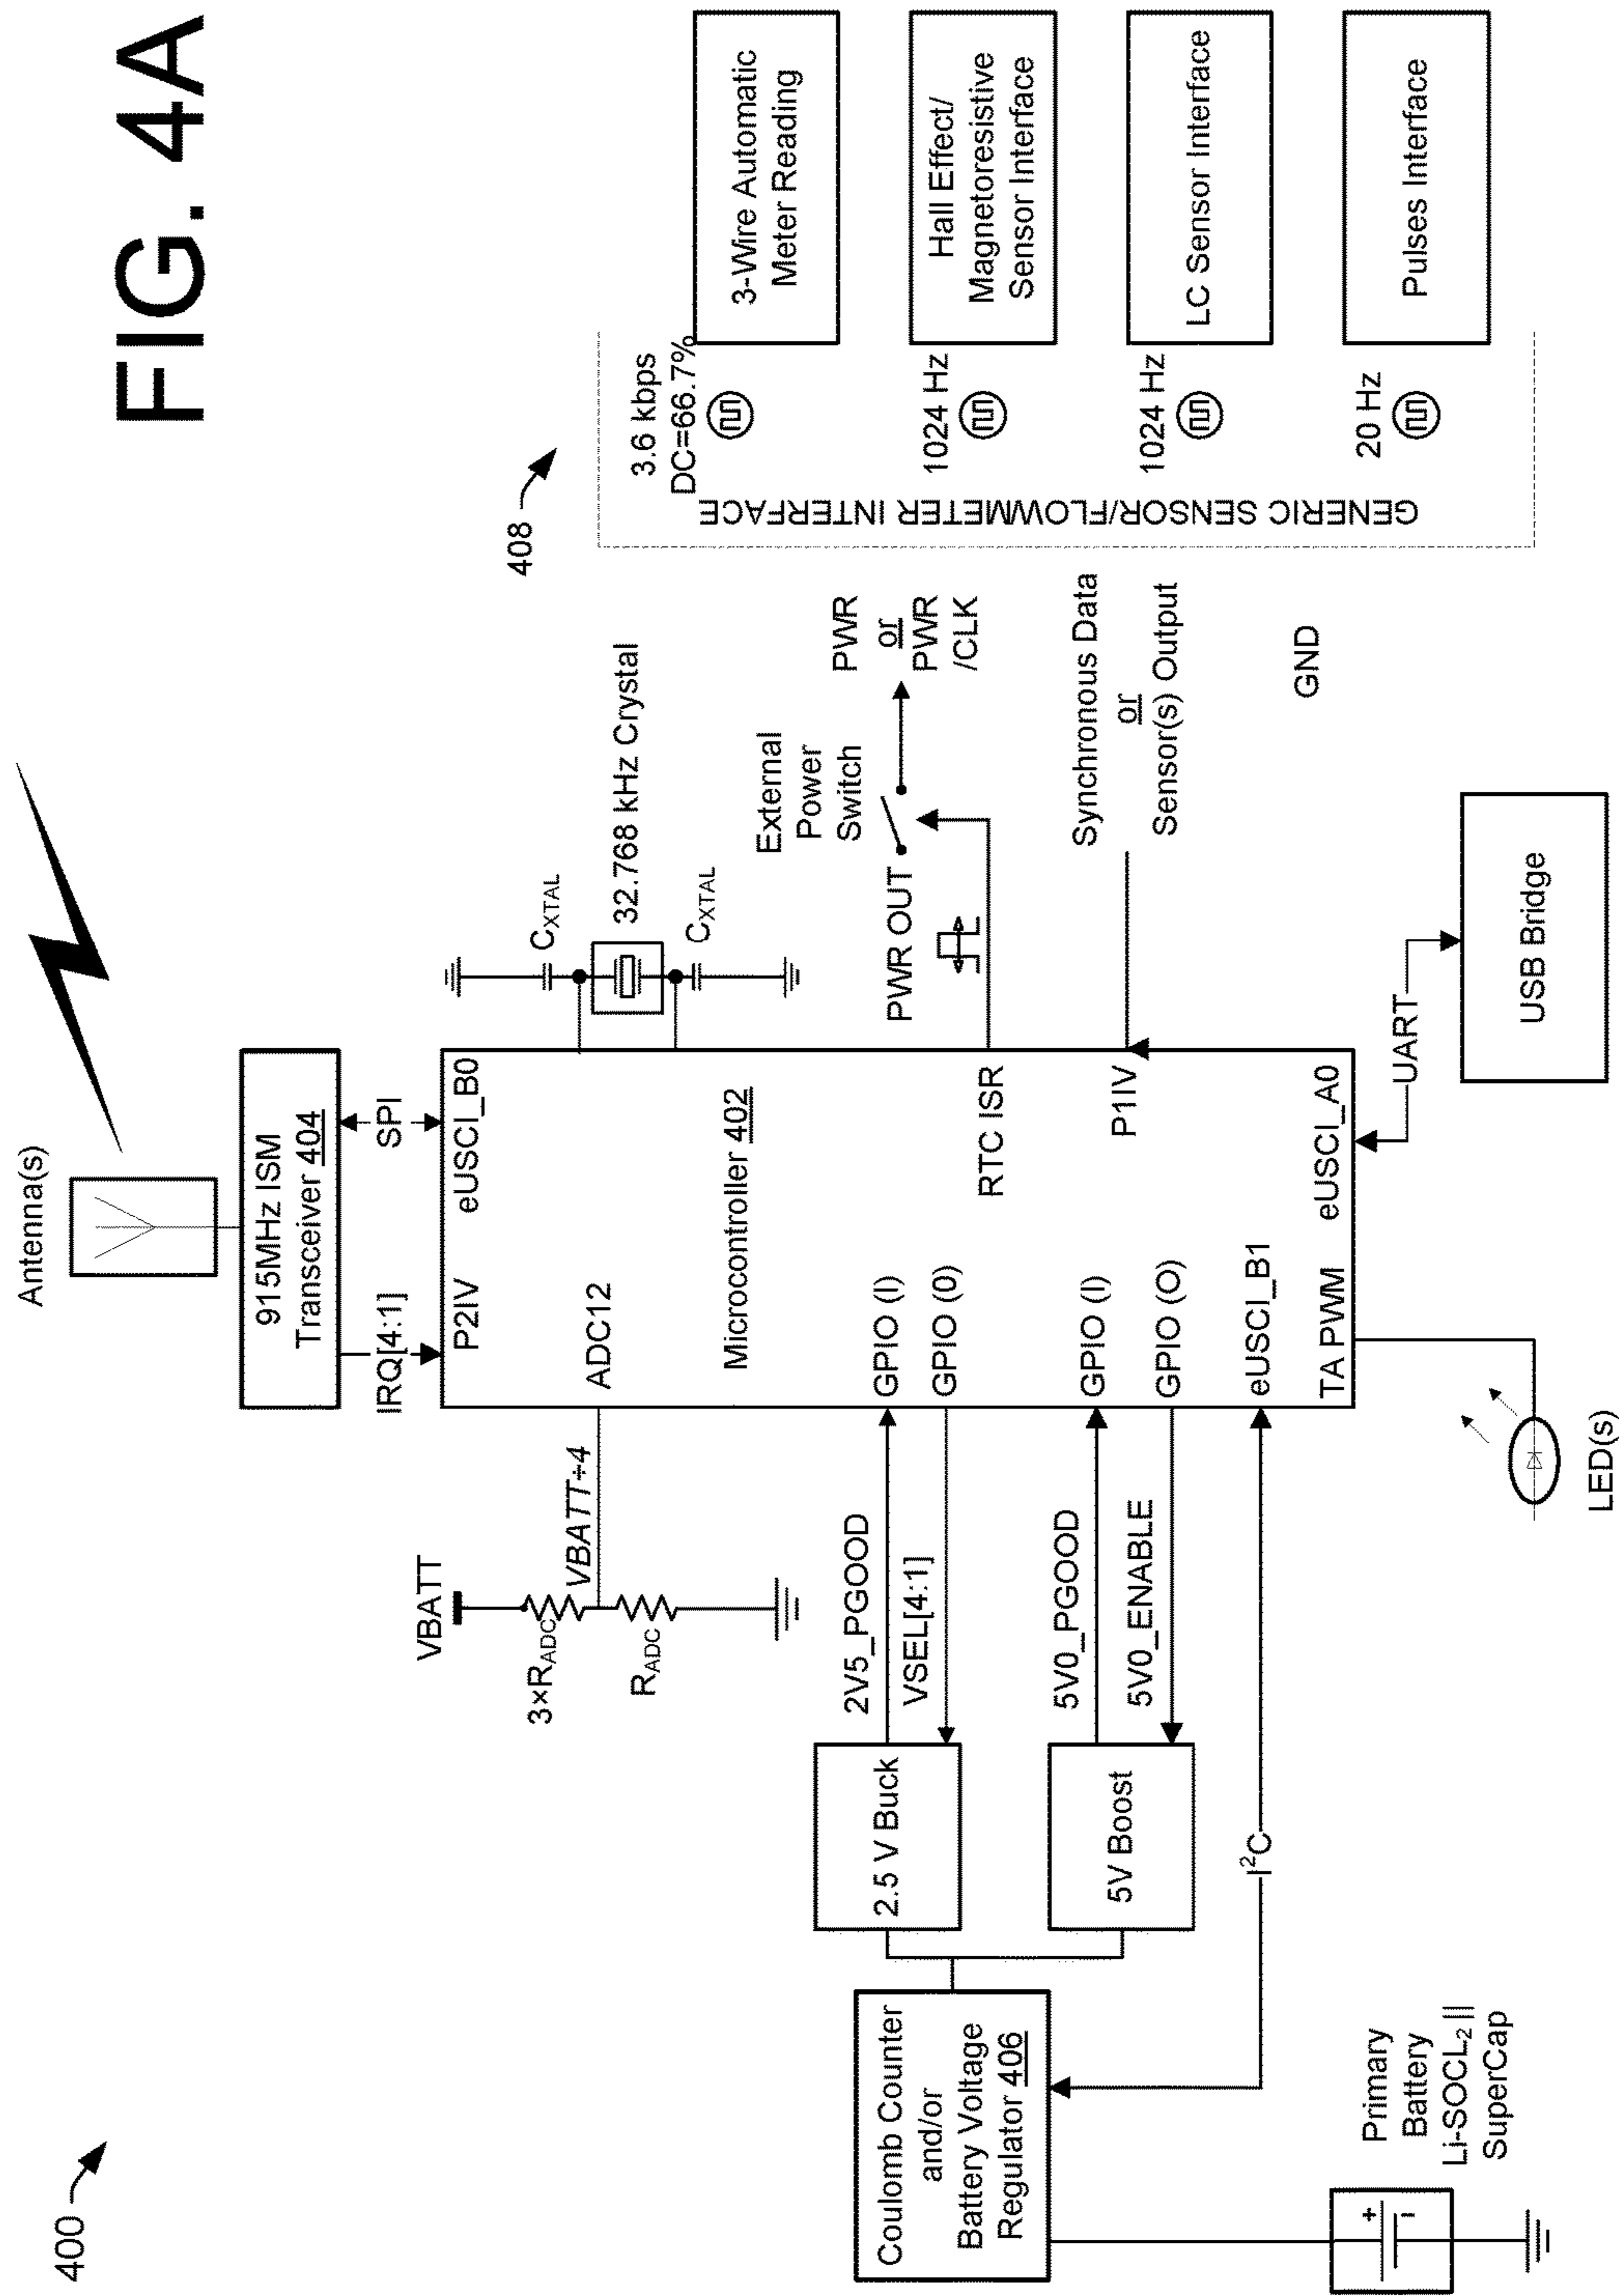 FIG. 4A
400
Antenna(s)
915MHz ISM
Transceiver 404
IRQ[4:1]
SPI
P2IV
eUSCI_B0
ADC12
Microcontroller 402
GPIO (I)
GPIO (0)
RTC ISR
P1IV
GPIO (I)
GPIO (O)
eUSCI_B1
TA PWM
eUSCI_A0
VBATT
3×RADC
VBATT÷4
RADC
2V5_PGOOD
VSEL[4:1]
2.5 V Buck
5V0_PGOOD
5V0_ENABLE
5V Boost
I²C
Coulomb Counter
and/or
Battery Voltage
Regulator 406
+
−
Primary
Battery
Li-SOCL₂ ||
SuperCap
LED(s)
CXTAL
32.768 kHz Crystal
CXTAL
External
Power
Switch
PWR OUT
PWR
or
PWR
/CLK
Synchronous Data
or
Sensor(s) Output
GND
UART
USB Bridge
408
GENERIC SENSOR/FLOWMETER INTERFACE
3.6 kbps
DC=66.7%
3-Wire Automatic
Meter Reading
1024 Hz
Hall Effect/
Magnetoresistive
Sensor Interface
1024 Hz
LC Sensor Interface
20 Hz
Pulses Interface